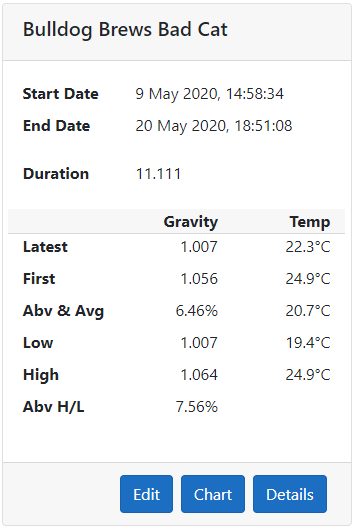 Bulldog Brews Bad Cat
Start Date 9 May 2020, 14:58:34
End Date 20 May 2020, 18:51:08
Duration 11.111
Gravity Temp
Latest 1.007 22.3°C
First 1.056 24.9°C
Abv & Avg 6.46% 20.7°C
Low 1.007 19.4°C
High 1.064 24.9°C
Abv H/L 7.56%
Edit Chart Details